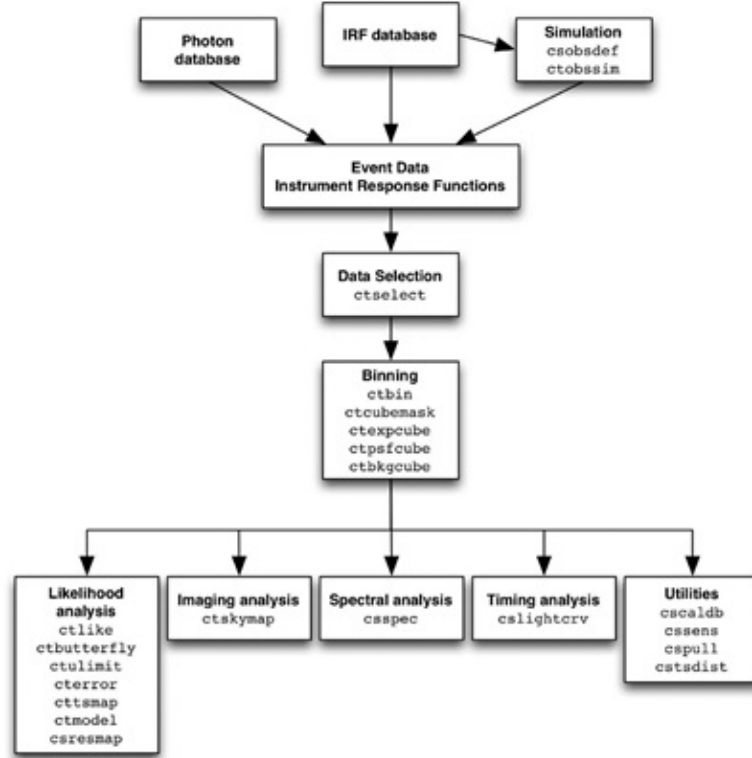 Photon
database
IRF database
Simulation
csobsdef
ctobssim
Event Data
Instrument Response Functions
Data Selection
ctselect
Binning
ctbin
ctcubemask
ctexpcube
ctpsfcube
ctbkgcube
Likelihood
analysis
ctlike
ctbutterfly
ctulimit
cterror
cttsmap
ctmodel
csresmap
Imaging analysis
ctskymap
Spectral analysis
csspec
Timing analysis
cslightcrv
Utilities
cscaldb
cssens
cspull
cstsdist